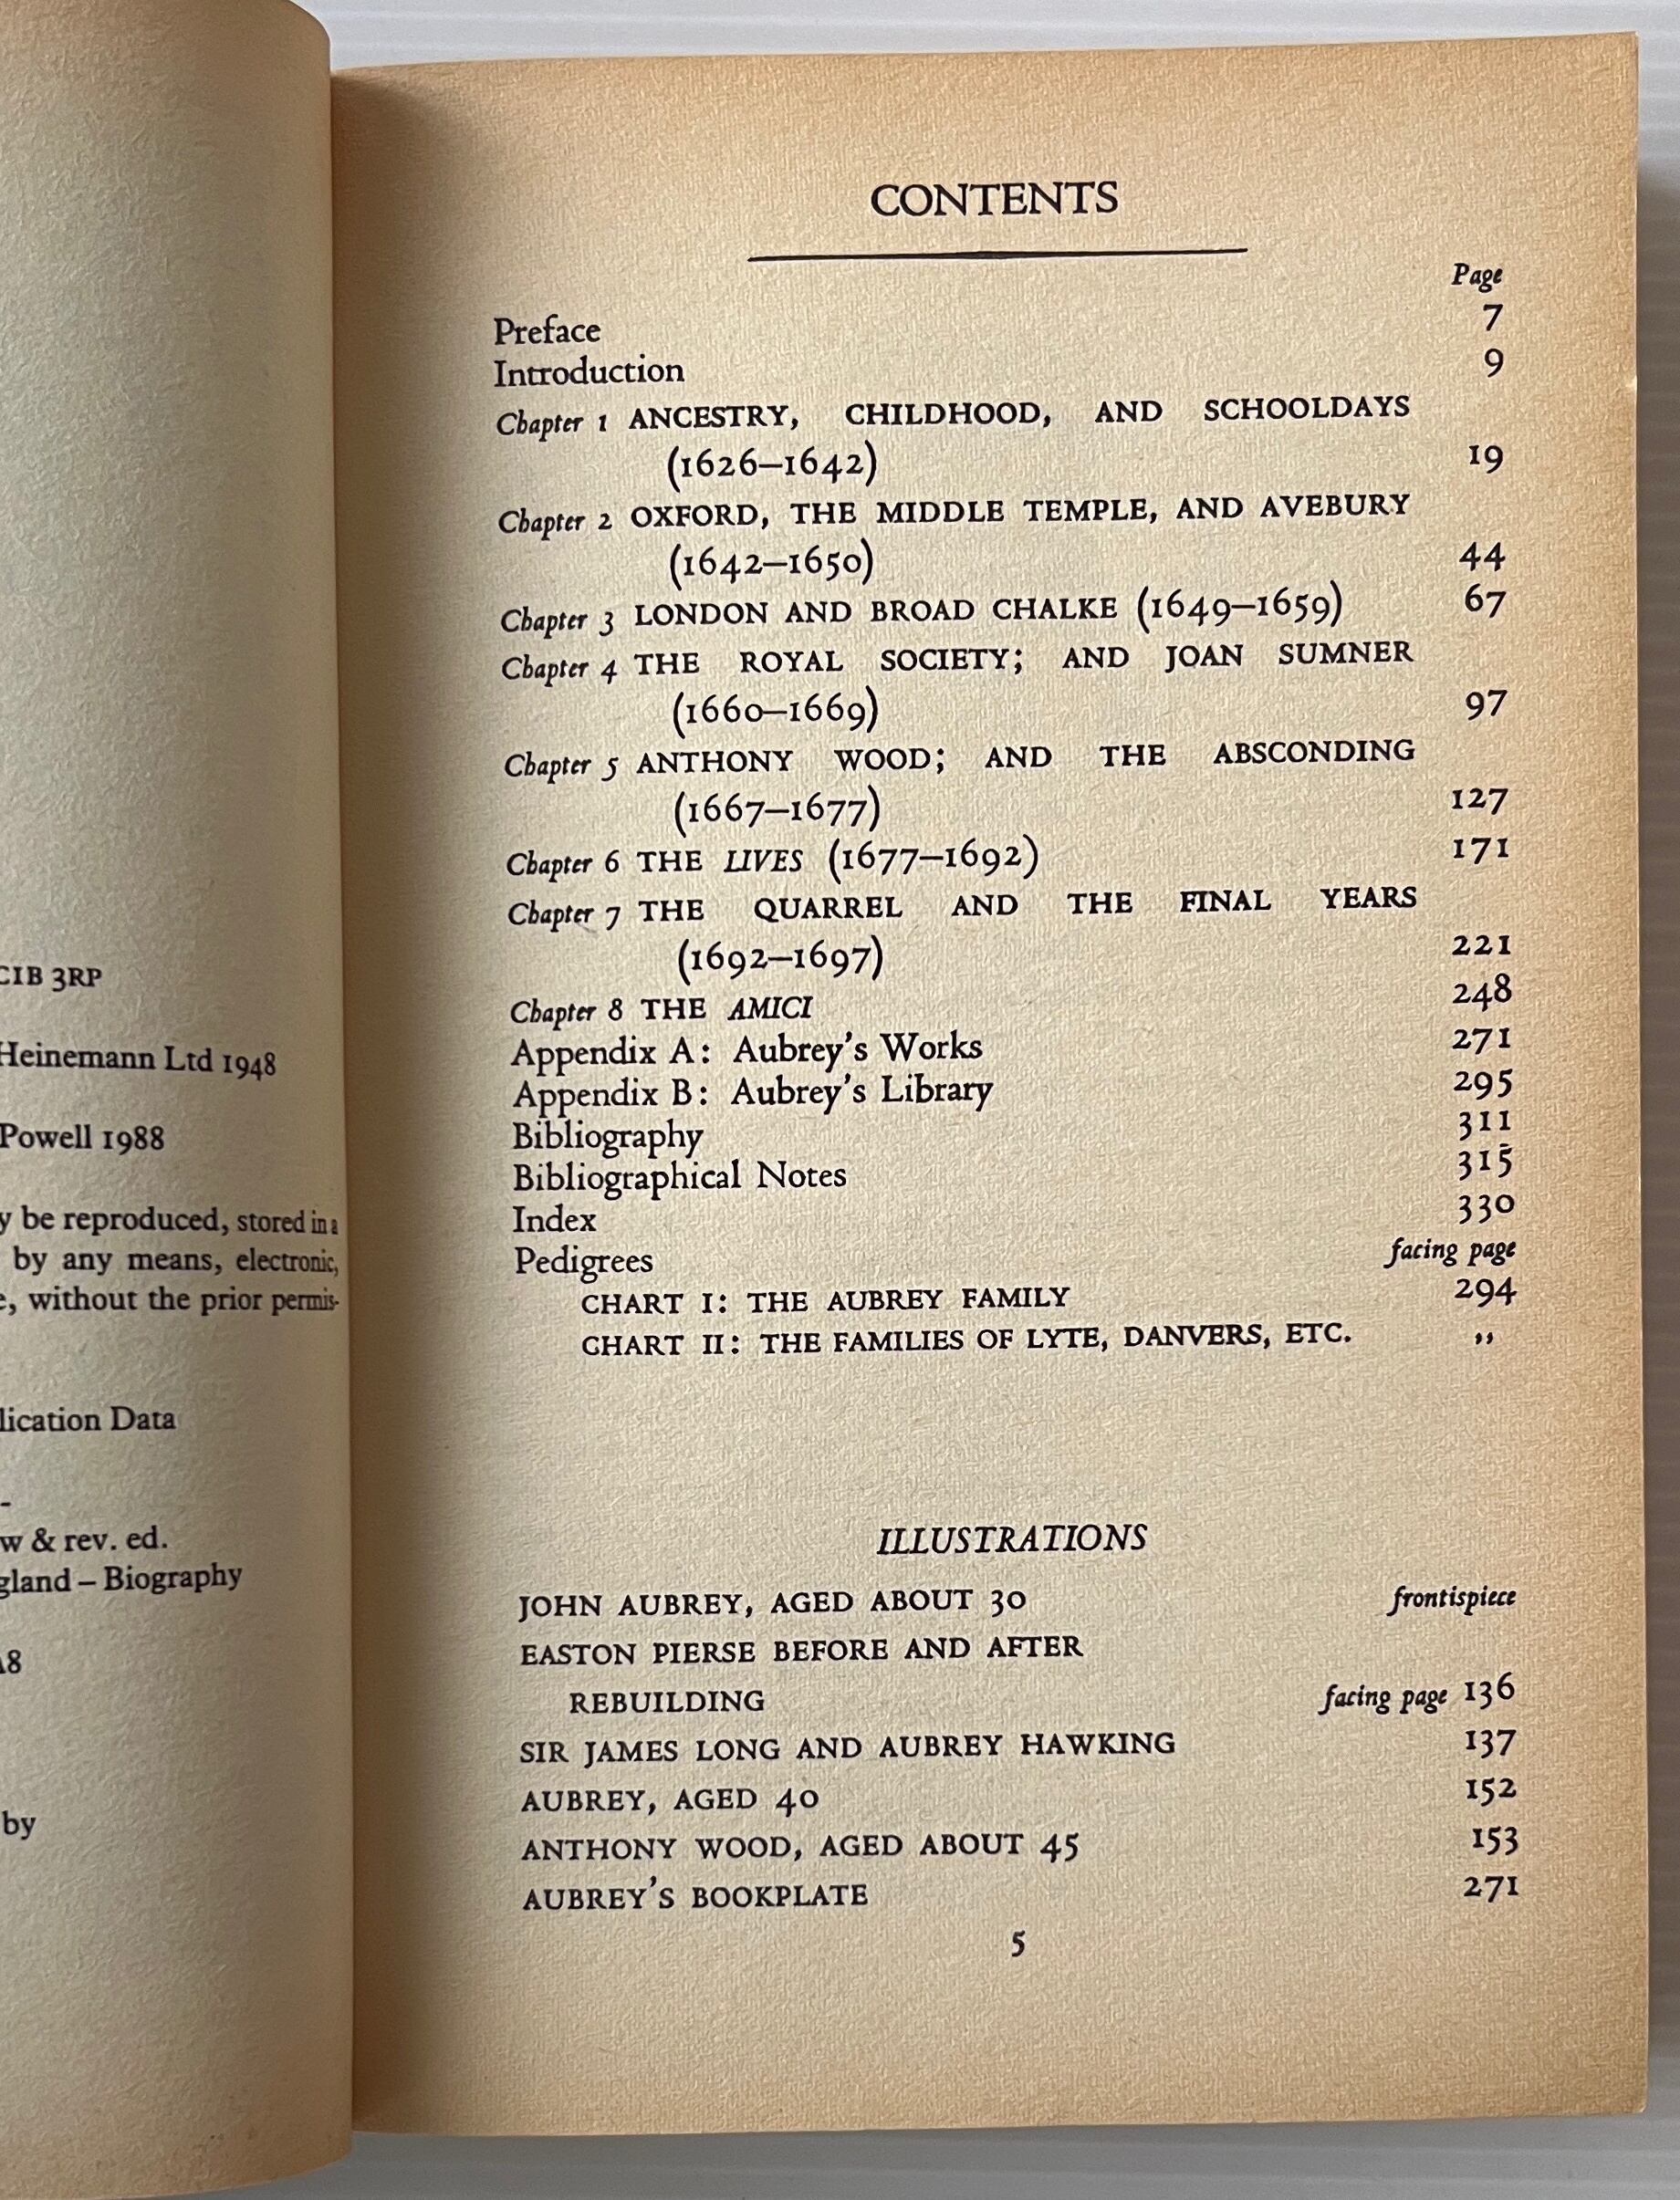 CIB 3RP
Heinemann Ltd 1948
Powell 1988
y be reproduced, stored in a
by any means, electronic,
e, without the prior permis-
lication Data
-
w & rev. ed.
gland – Biography
A8
by
CONTENTS
Page
Preface 7
Introduction 9
Chapter 1 ANCESTRY, CHILDHOOD, AND SCHOOLDAYS
(1626–1642) 19
Chapter 2 OXFORD, THE MIDDLE TEMPLE, AND AVEBURY
(1642–1650) 44
Chapter 3 LONDON AND BROAD CHALKE (1649–1659) 67
Chapter 4 THE ROYAL SOCIETY; AND JOAN SUMNER
(1660–1669) 97
Chapter 5 ANTHONY WOOD; AND THE ABSCONDING
(1667–1677) 127
Chapter 6 THE LIVES (1677–1692) 171
Chapter 7 THE QUARREL AND THE FINAL YEARS
(1692–1697) 221
Chapter 8 THE AMICI 248
Appendix A: Aubrey's Works 271
Appendix B: Aubrey's Library 295
Bibliography 311
Bibliographical Notes 315
Index 330
Pedigrees facing page
CHART I: THE AUBREY FAMILY 294
CHART II: THE FAMILIES OF LYTE, DANVERS, ETC. ,,
ILLUSTRATIONS
JOHN AUBREY, AGED ABOUT 30 frontispiece
EASTON PIERSE BEFORE AND AFTER
REBUILDING facing page 136
SIR JAMES LONG AND AUBREY HAWKING 137
AUBREY, AGED 40 152
ANTHONY WOOD, AGED ABOUT 45 153
AUBREY'S BOOKPLATE 271
5